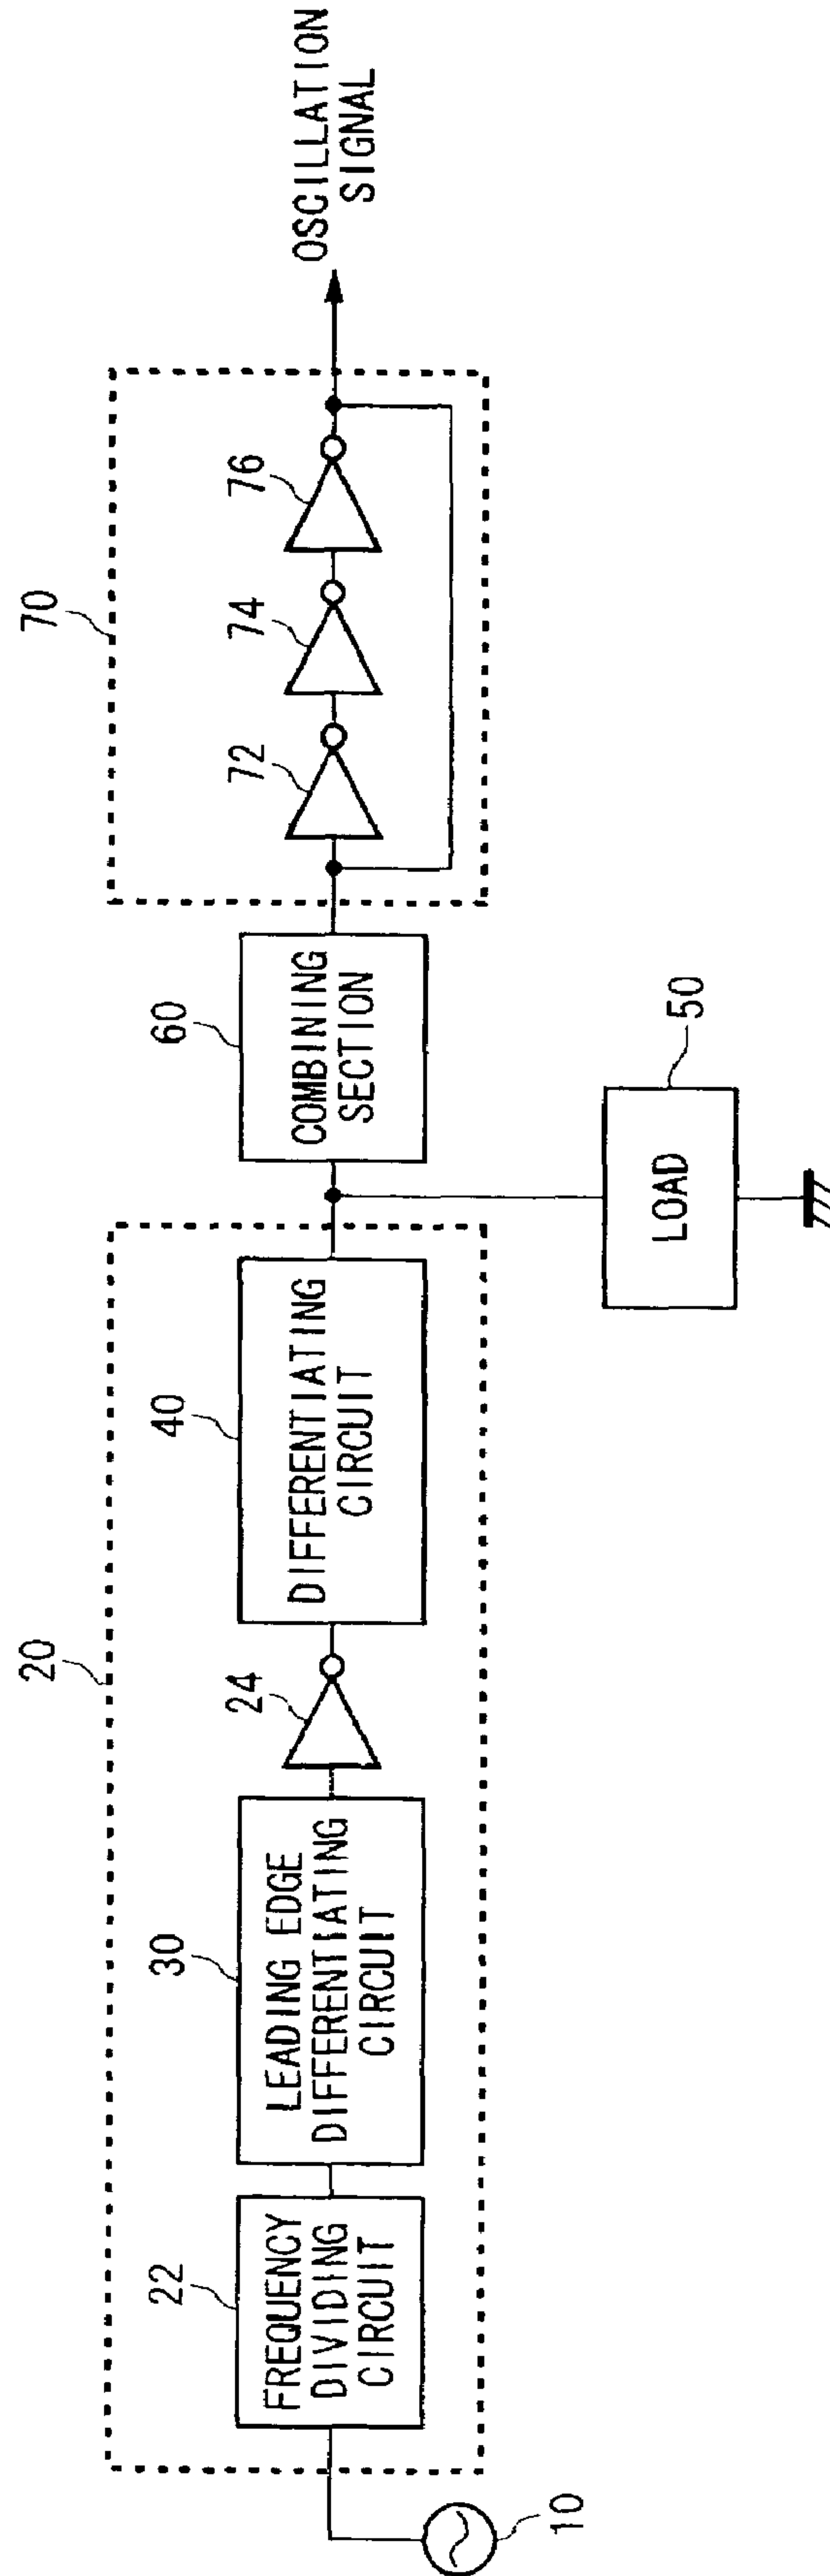 10
20
22
FREQUENCY
DIVIDING
CIRCUIT
30
LEADING EDGE
DIFFERENTIATING
CIRCUIT
24
40
DIFFERENTIATING
CIRCUIT
50
LOAD
60
COMBINING
SECTION
70
72
74
76
OSCILLATION
SIGNAL